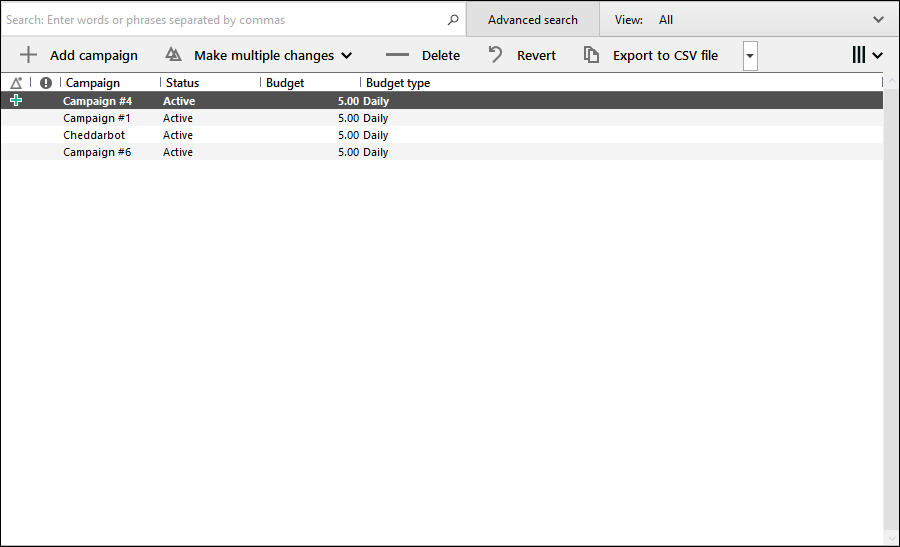 Search: Enter words or phrases separated by commas Advanced search View: All
Add campaign Make multiple changes Delete Revert Export to CSV file
Campaign Status Budget Budget type
Campaign #4 Active 5.00 Daily
Campaign #1 Active 5.00 Daily
Cheddarbot Active 5.00 Daily
Campaign #6 Active 5.00 Daily